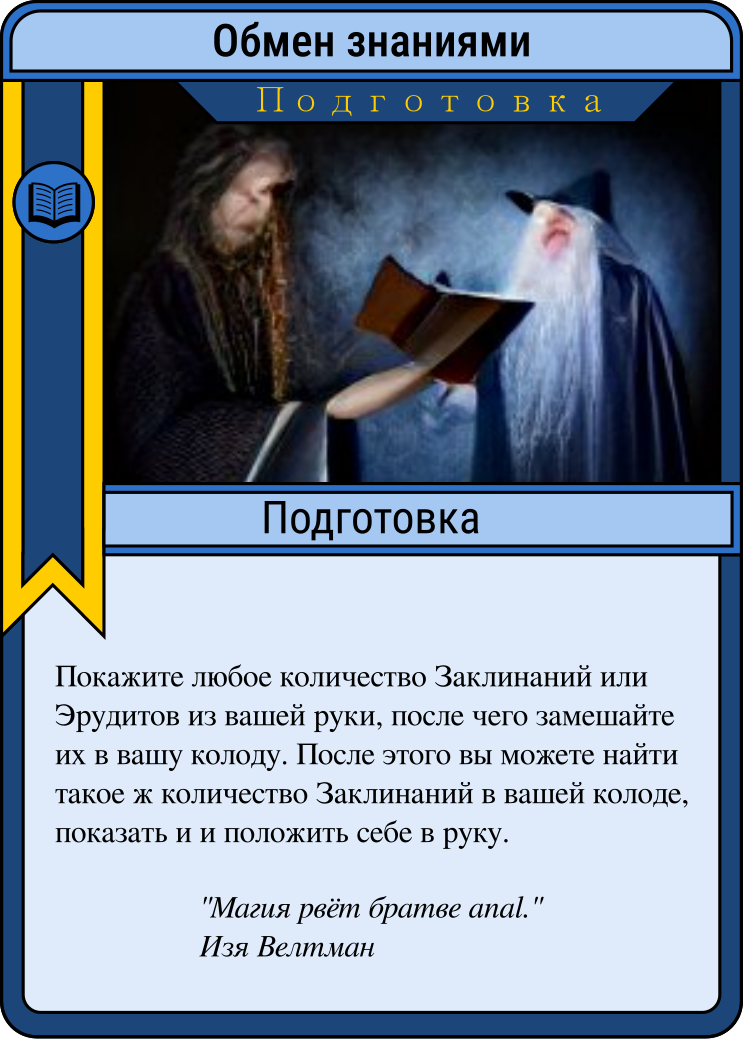 Обмен знаниями
Подготовка
Подготовка
Покажите любое количество Заклинаний или
Эрудитов из вашей руки, после чего замешайте
их в вашу колоду. После этого вы можете найти
такое ж количество Заклинаний в вашей колоде,
показать и и положить себе в руку.
"Магия рвёт братве anal."
Изя Велтман